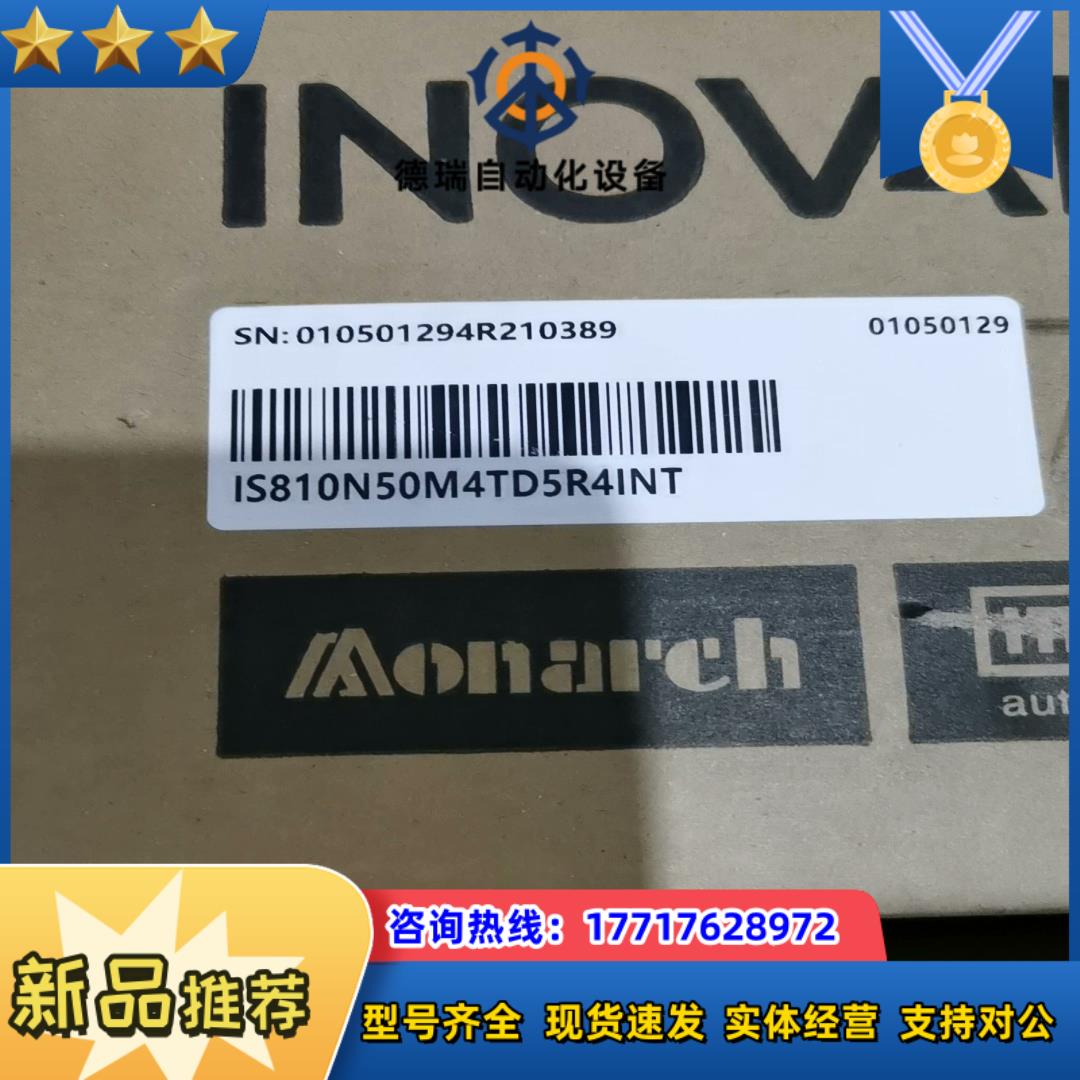 INOVA
德瑞自动化设备
SN: 010501294R210389
01050129
IS810N50M4TD5R4INT
Monarch
aut
咨询热线：17717628972
新品推荐
型号齐全 现货速发 实体经营 支持对公